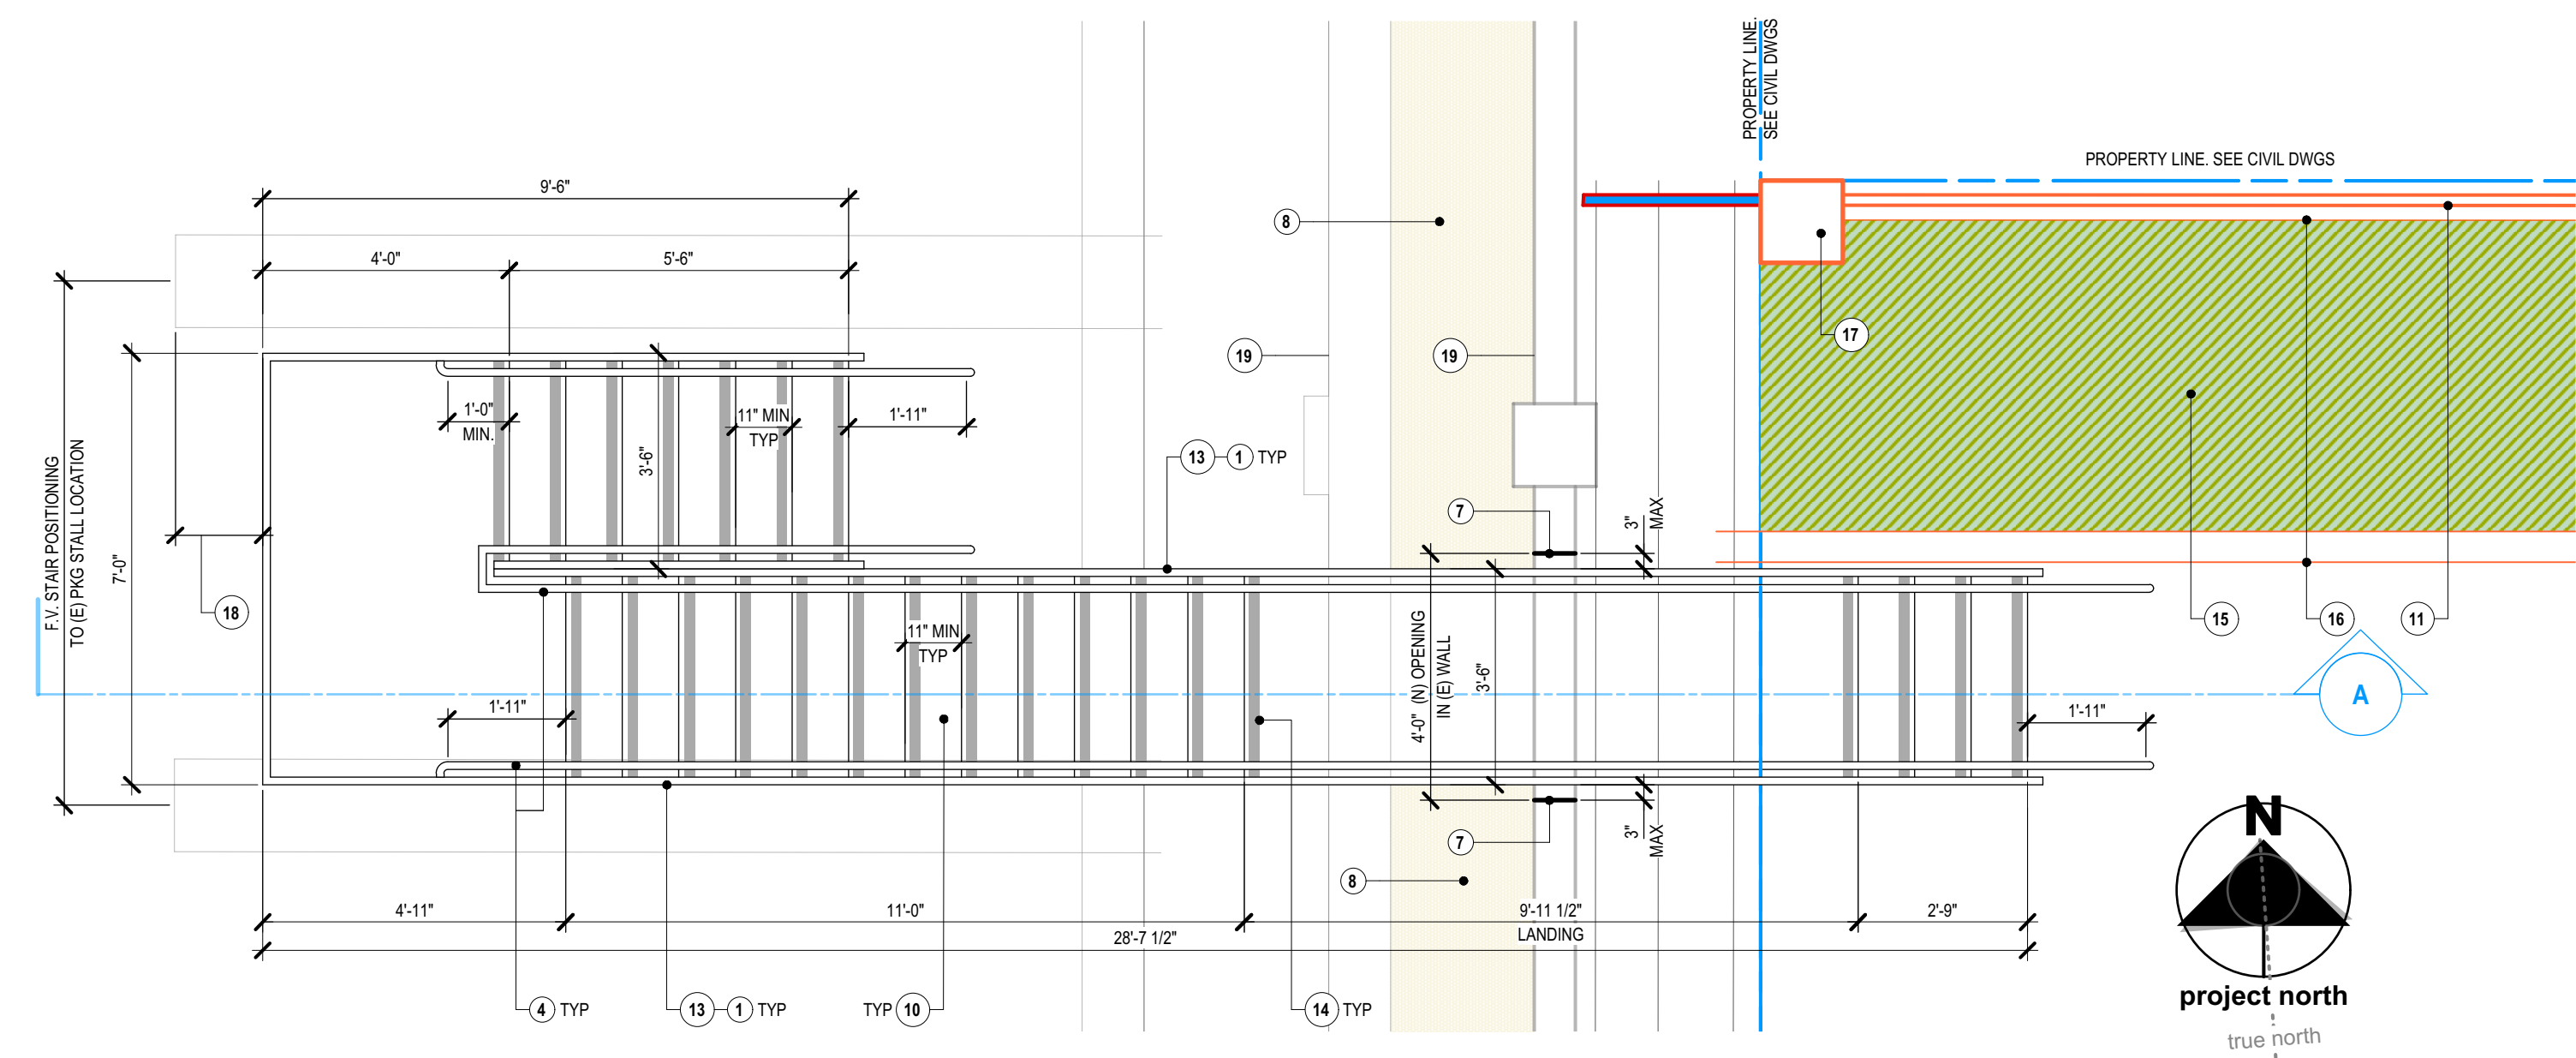 PROPERTY LINE.
SEE CIVIL DWGS
PROPERTY LINE. SEE CIVIL DWGS
9'-6"
8
4'-0"
5'-6"
17
19
19
1'-0"
MIN.
11" MIN
TYP
1'-11"
3'-6"
13
1
TYP
7
3"
MAX
F.V. STAIR POSITIONING
TO (E) PKG STALL LOCATION
7'-0"
18
15
16
11
11" MIN
TYP
4'-0" (N) OPENING
IN (E) WALL
3'-6"
A
1'-11"
1'-11"
7
3"
MAX
8
N
4'-11"
11'-0"
9'-11 1/2"
LANDING
2'-9"
28'-7 1/2"
4
TYP
13
1
TYP
TYP
10
14
TYP
project north
true north